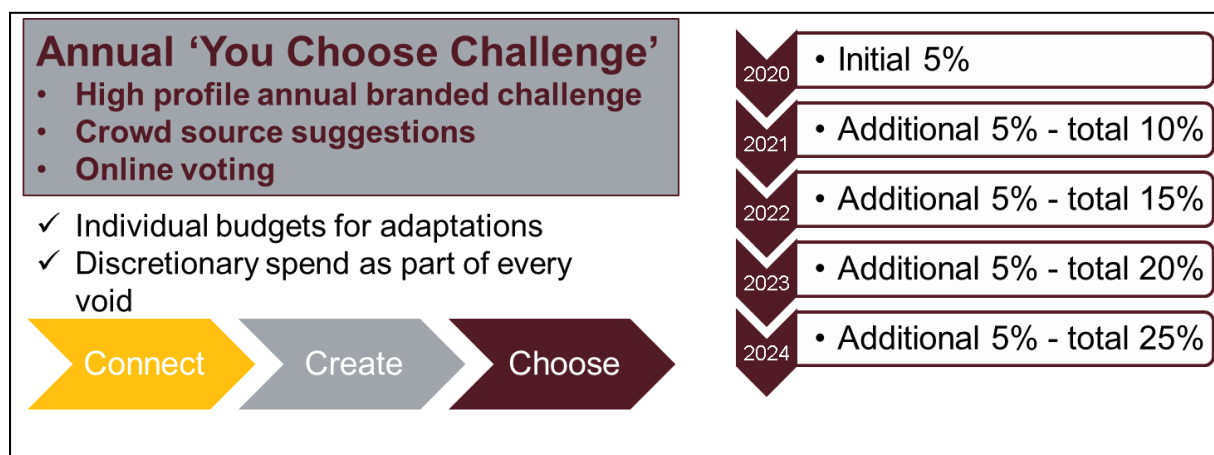 Annual ‘You Choose Challenge’
• High profile annual branded challenge
• Crowd source suggestions
• Online voting
✓ Individual budgets for adaptations
✓ Discretionary spend as part of every
void
Connect
Create
Choose
2020
• Initial 5%
2021
• Additional 5% - total 10%
2022
• Additional 5% - total 15%
2023
• Additional 5% - total 20%
2024
• Additional 5% - total 25%